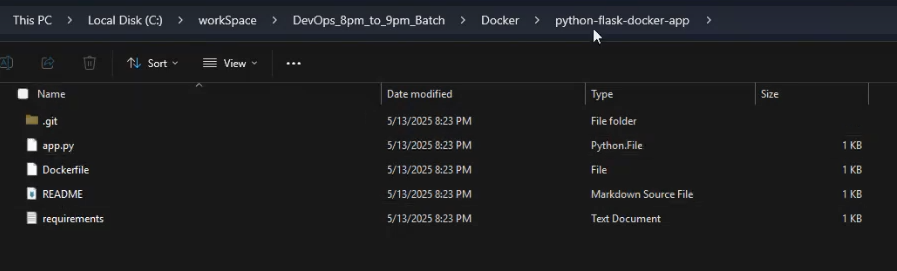 This PC > Local Disk (C:) > workSpace > DevOps_8pm_to_9pm_Batch > Docker > python-flask-docker-app >
Sort View ...
Name Date modified Type Size
.git 5/13/2025 8:23 PM File folder
app.py 5/13/2025 8:23 PM Python.File 1 KB
Dockerfile 5/13/2025 8:23 PM File 1 KB
README 5/13/2025 8:23 PM Markdown Source File 1 KB
requirements 5/13/2025 8:23 PM Text Document 1 KB